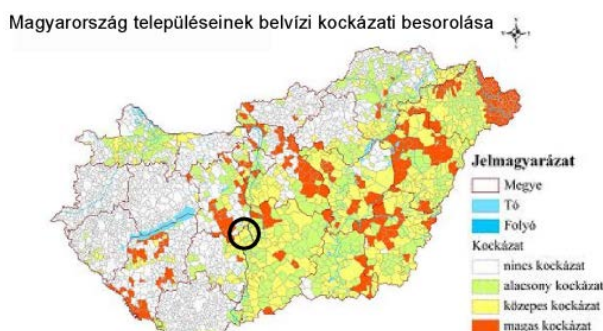 Magyarország településeinek belvízi kockázati besorolása
Jelmagyarázat
Megye
Tó
Folyó
Kockázat
nincs kockázat
alacsony kockázat
közepes kockázat
magas kockázat